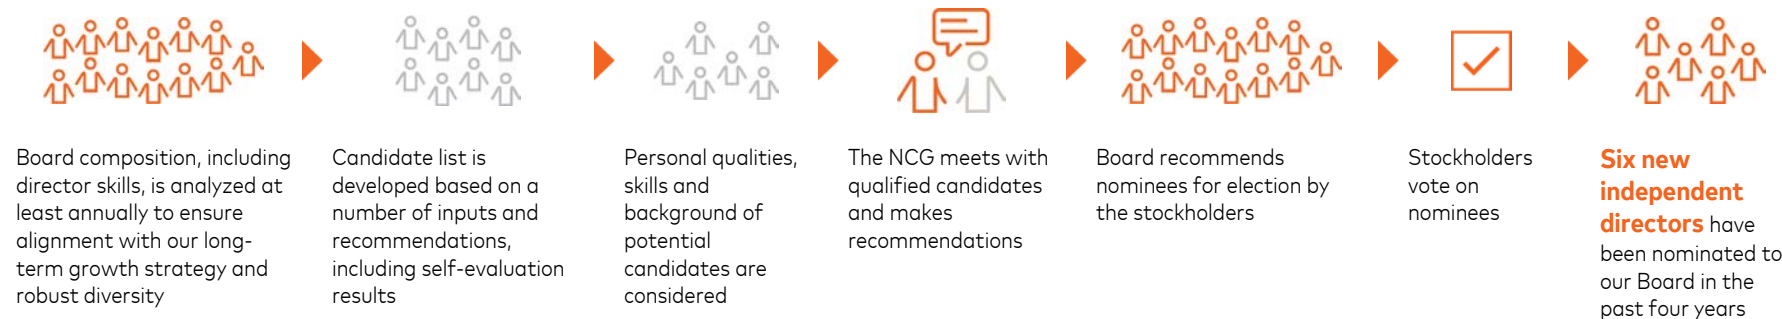 Board composition, including
director skills, is analyzed at
least annually to ensure
alignment with our long-
term growth strategy and
robust diversity
Candidate list is
developed based on a
number of inputs and
recommendations,
including self-evaluation
results
Personal qualities,
skills and
background of
potential
candidates are
considered
The NCG meets with
qualified candidates
and makes
recommendations
Board recommends
nominees for election by
the stockholders
Stockholders
vote on
nominees
Six new
independent
directors have
been nominated to
our Board in the
past four years